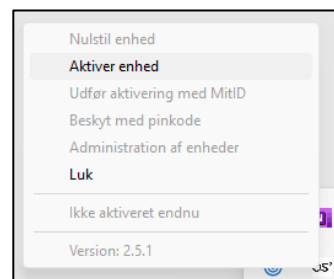 Nulstil enhed
Aktiver enhed
Udfør aktivering med MitID
Beskyt med pinkode
Administration af enheder
Luk
Ikke aktiveret endnu
Version: 2.5.1